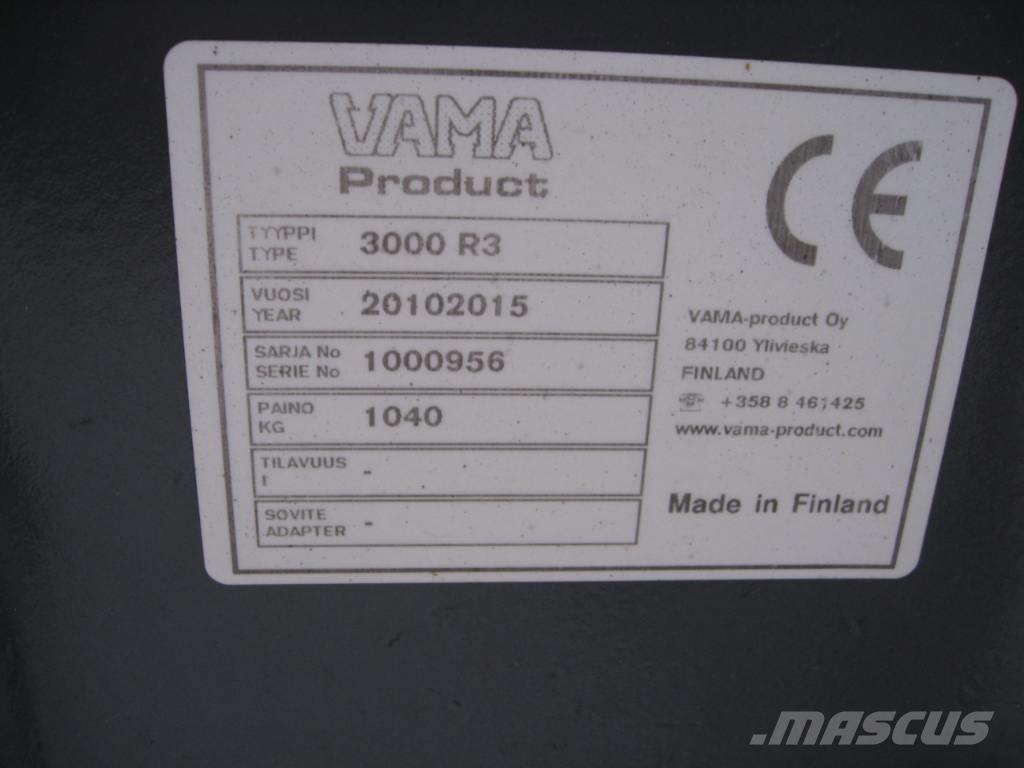 VAMA
Product
TYYPPI
TYPE
3000 R3
VUOSI
YEAR
20102015
SARJA No
SERIE No
1000956
PAINO
KG
1040
TILAVUUS
l
-
SOVITE
ADAPTER
-
CE
VAMA-product Oy
84100 Ylivieska
FINLAND
☏ +358 8 461425
www.vama-product.com
Made in Finland
.MASCUS